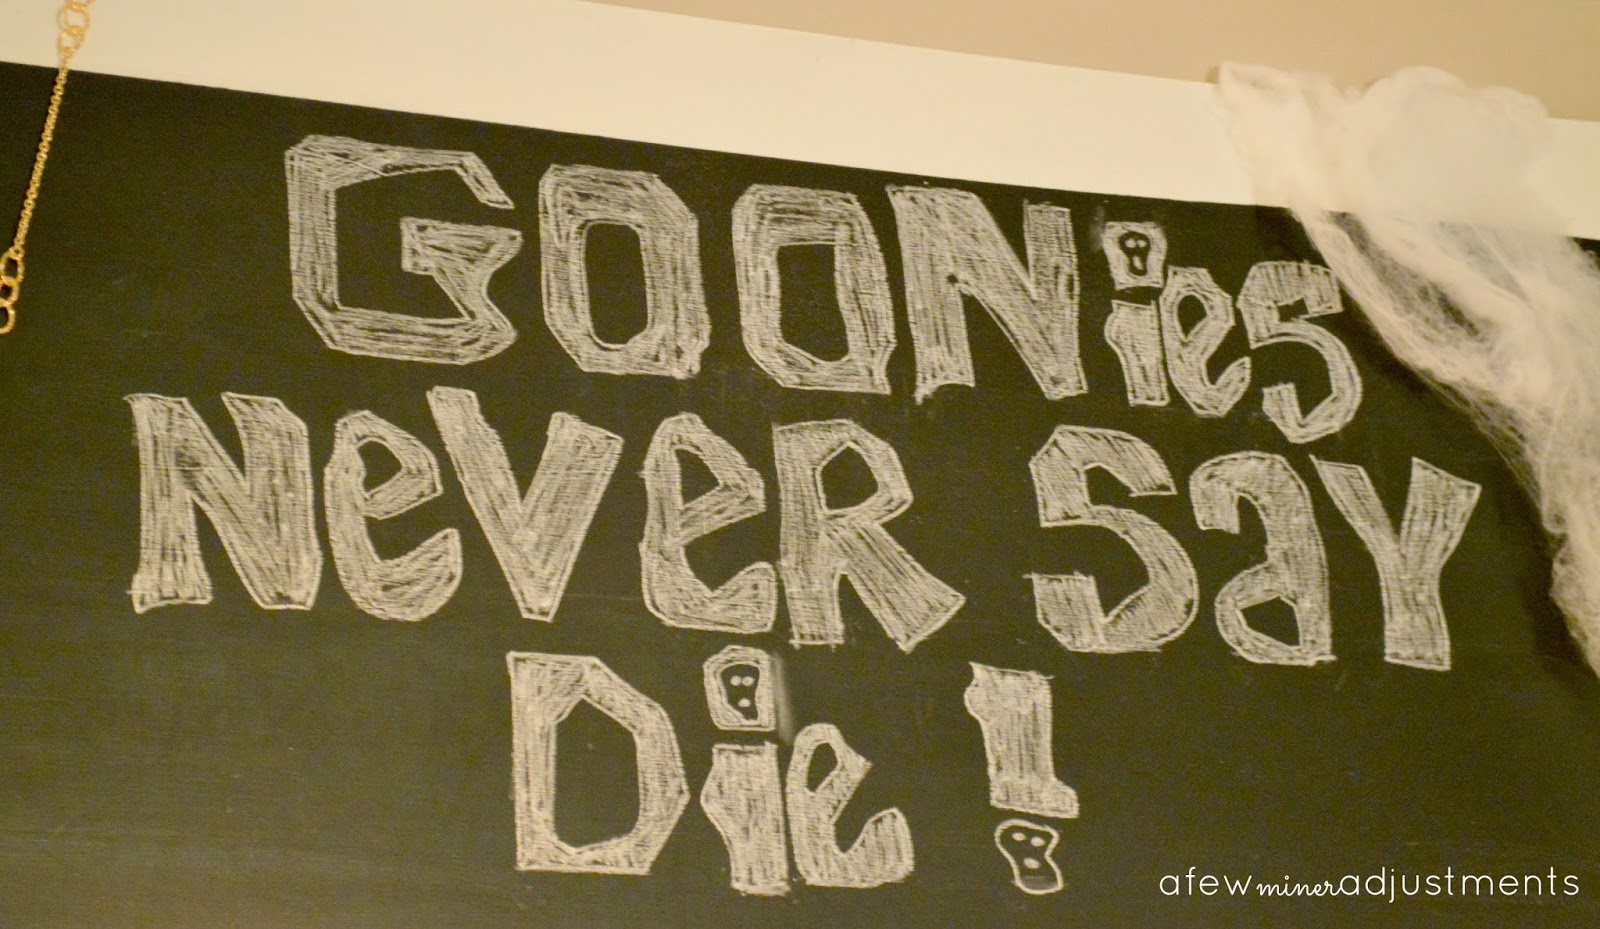 GOONies
NeVeR SaY
Die!
afewmineradjustments